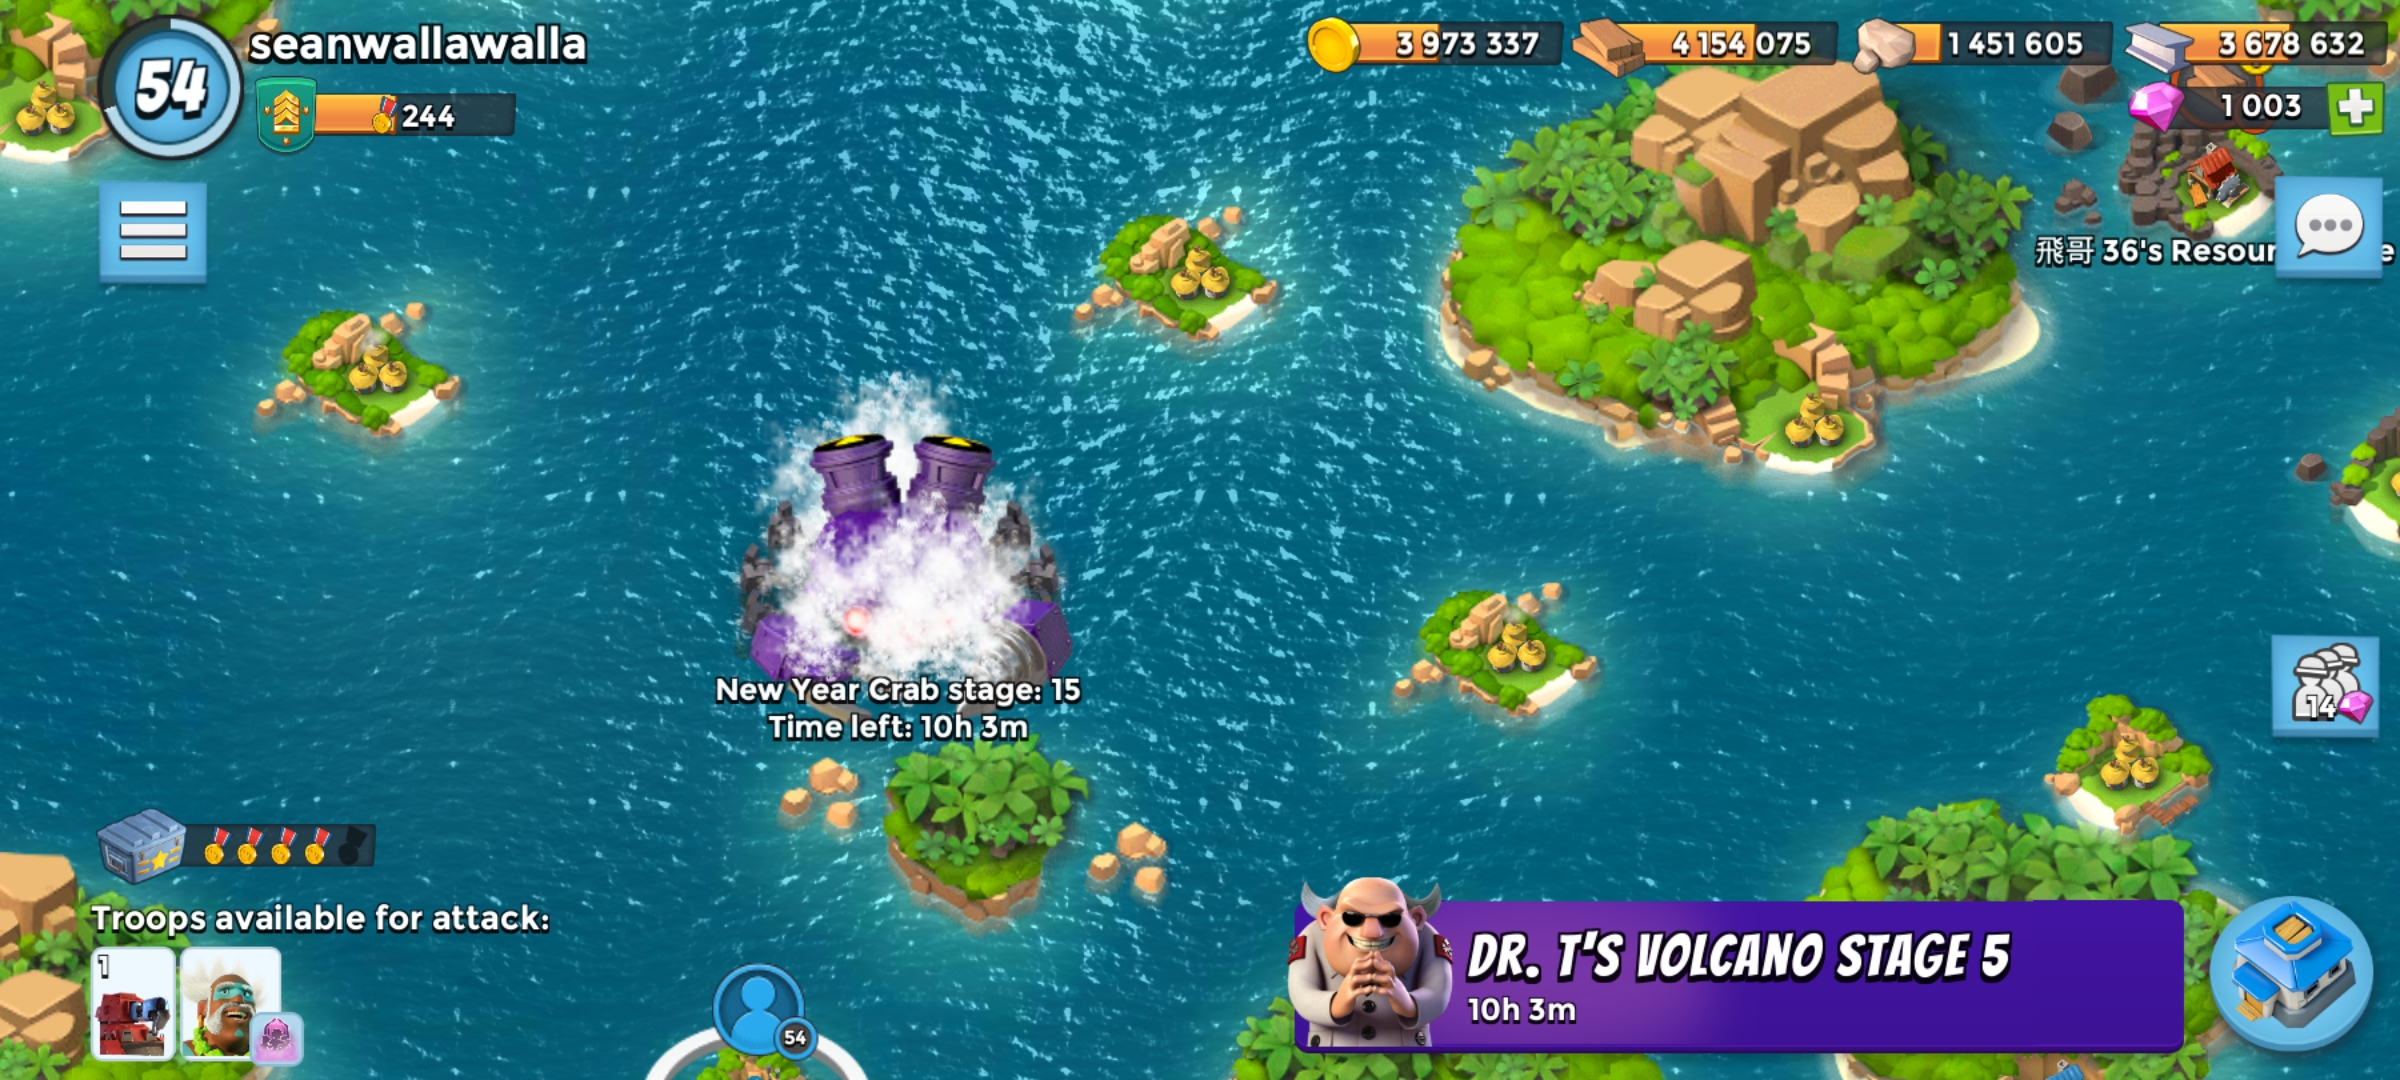 54
seanwallawalla
244
3 973 337
4 154 075
1 451 605
3 678 632
1 003
飛哥 36's
New Year Crab stage: 15
Time left: 10h 3m
14
Troops available for attack:
1
54
DR. T'S VOLCANO STAGE 5
10h 3m